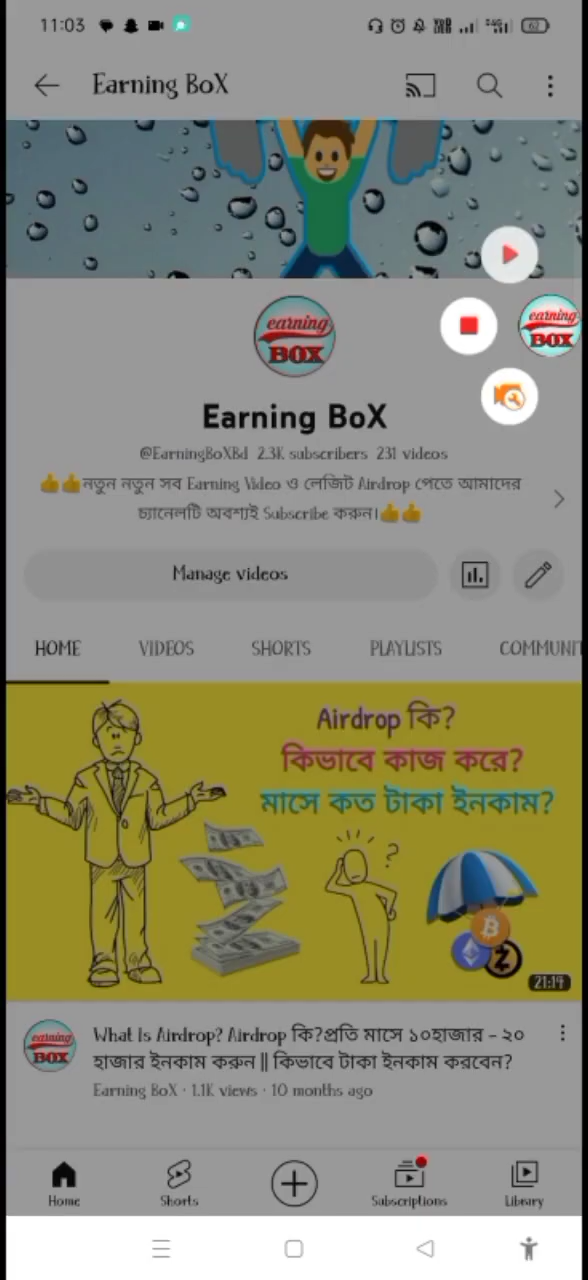 11:03
62
Earning BoX
earning
BOX
earning
BOX
Earning BoX
@EarningBoXBd 2.3K subscribers 231 videos
👍👍নতুন নতুন সব Earning Video ও লেজিট Airdrop পেতে আমাদের
চ্যানেলটি অবশ্যই Subscribe করুন।👍👍
Manage videos
HOME VIDEOS SHORTS PLAYLISTS COMMUNI
Airdrop কি?
কিভাবে কাজ করে?
মাসে কত টাকা ইনকাম?
?
21:19
earning
BOX
What Is Airdrop? Airdrop কি?প্রতি মাসে ১০হাজার - ২০
হাজার ইনকাম করুন || কিভাবে টাকা ইনকাম করবেন?
Earning BoX · 1.1K views · 10 months ago
Home Shorts Subscriptions Library